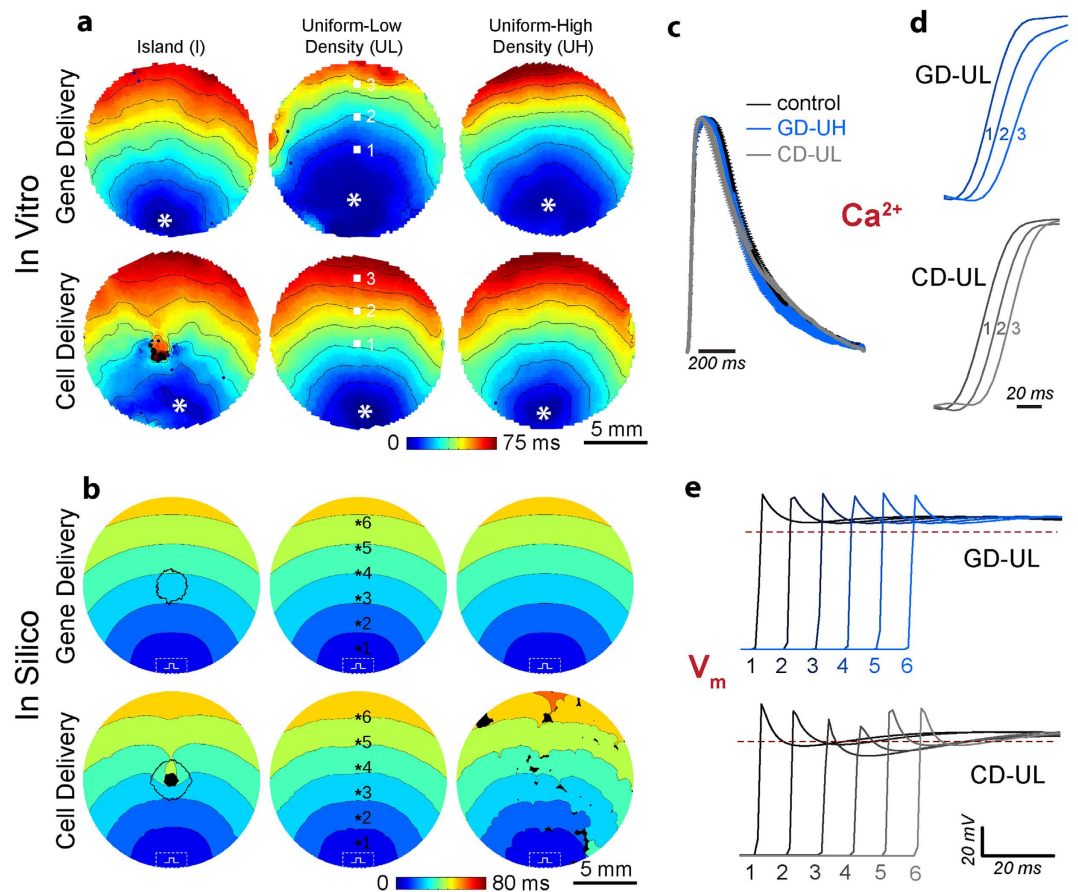 a
Island (I)
Uniform-Low
Density (UL)
Uniform-High
Density (UH)
In Vitro
Gene Delivery
*
3
2
1
*
*
Cell Delivery
*
3
2
1
*
*
0
75 ms
5 mm
b
In Silico
Gene Delivery
*6
*5
*4
*3
*2
*1
Cell Delivery
*6
*5
*4
*3
*2
*1
0
80 ms
5 mm
c
control
GD-UH
CD-UL
200 ms
Ca²⁺
d
GD-UL
1 2 3
CD-UL
1 2 3
20 ms
e
GD-UL
1 2 3 4 5 6
Vₘ
CD-UL
1 2 3 4 5 6
20 mV
20 ms